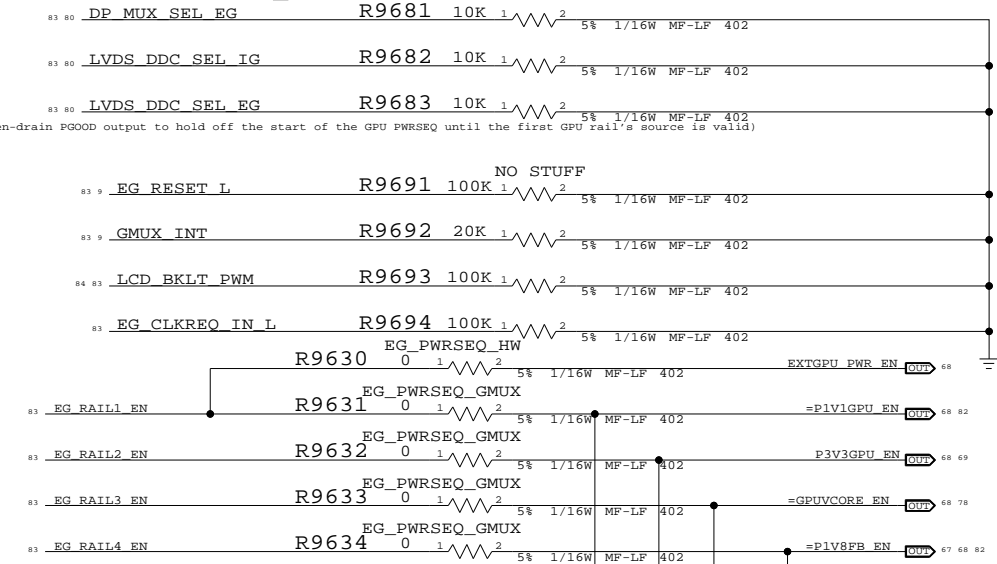 83 80 DP_MUX_SEL_EG R9681 10K 1 2 5% 1/16W MF-LF 402
83 80 LVDS_DDC_SEL_IG R9682 10K 1 2 5% 1/16W MF-LF 402
83 80 LVDS_DDC_SEL_EG R9683 10K 1 2 5% 1/16W MF-LF 402
en-drain PGOOD output to hold off the start of the GPU PWRSEQ until the first GPU rail's source is valid)
NO STUFF
83 9 EG_RESET_L R9691 100K 1 2 5% 1/16W MF-LF 402
83 9 GMUX_INT R9692 20K 1 2 5% 1/16W MF-LF 402
84 83 LCD_BKLT_PWM R9693 100K 1 2 5% 1/16W MF-LF 402
83 EG_CLKREQ_IN_L R9694 100K 1 2 5% 1/16W MF-LF 402
EG_PWRSEQ_HW
R9630 0 1 2 5% 1/16W MF-LF 402 EXTGPU_PWR_EN OUT 68
EG_PWRSEQ_GMUX
83 EG_RAIL1_EN R9631 0 1 2 5% 1/16W MF-LF 402 =P1V1GPU_EN OUT 68 82
EG_PWRSEQ_GMUX
83 EG_RAIL2_EN R9632 0 1 2 5% 1/16W MF-LF 402 P3V3GPU_EN OUT 68 69
EG_PWRSEQ_GMUX
83 EG_RAIL3_EN R9633 0 1 2 5% 1/16W MF-LF 402 =GPUVCORE_EN OUT 68 78
EG_PWRSEQ_GMUX
83 EG_RAIL4_EN R9634 0 1 2 5% 1/16W MF-LF 402 =P1V8FB_EN OUT 67 68 82